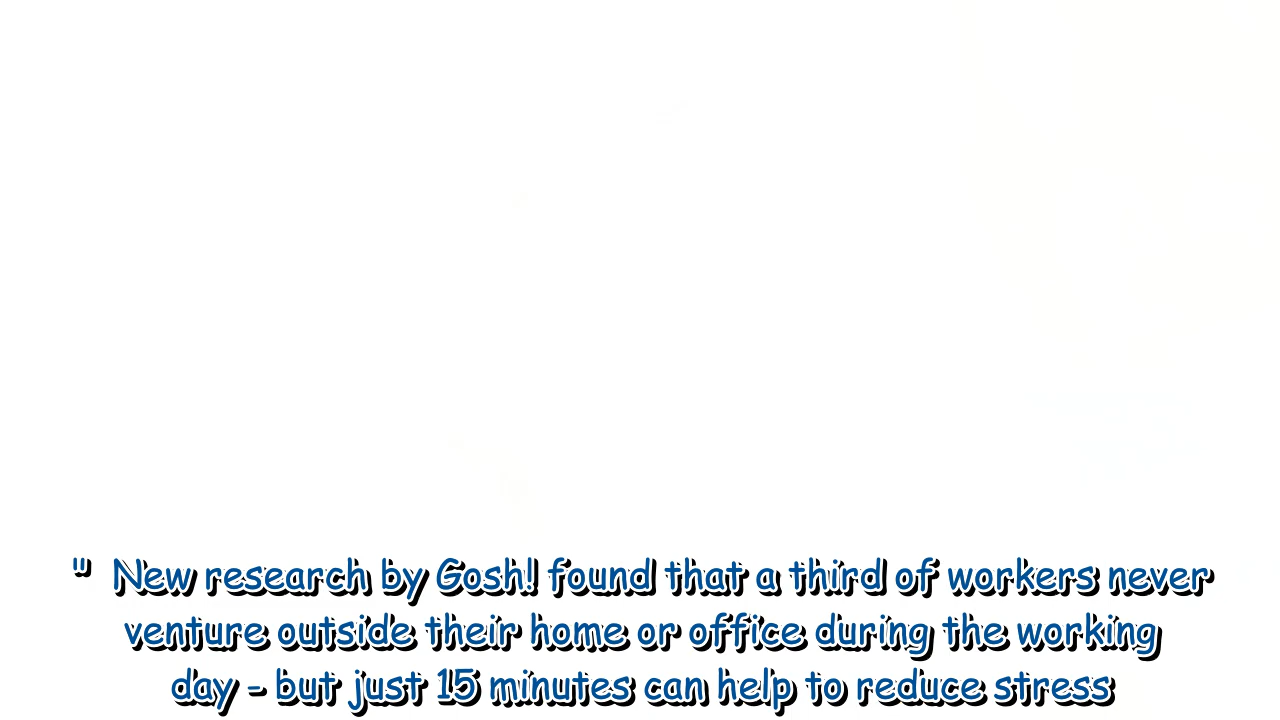 " New research by Gosh! found that a third of workers never
venture outside their home or office during the working
day - but just 15 minutes can help to reduce stress